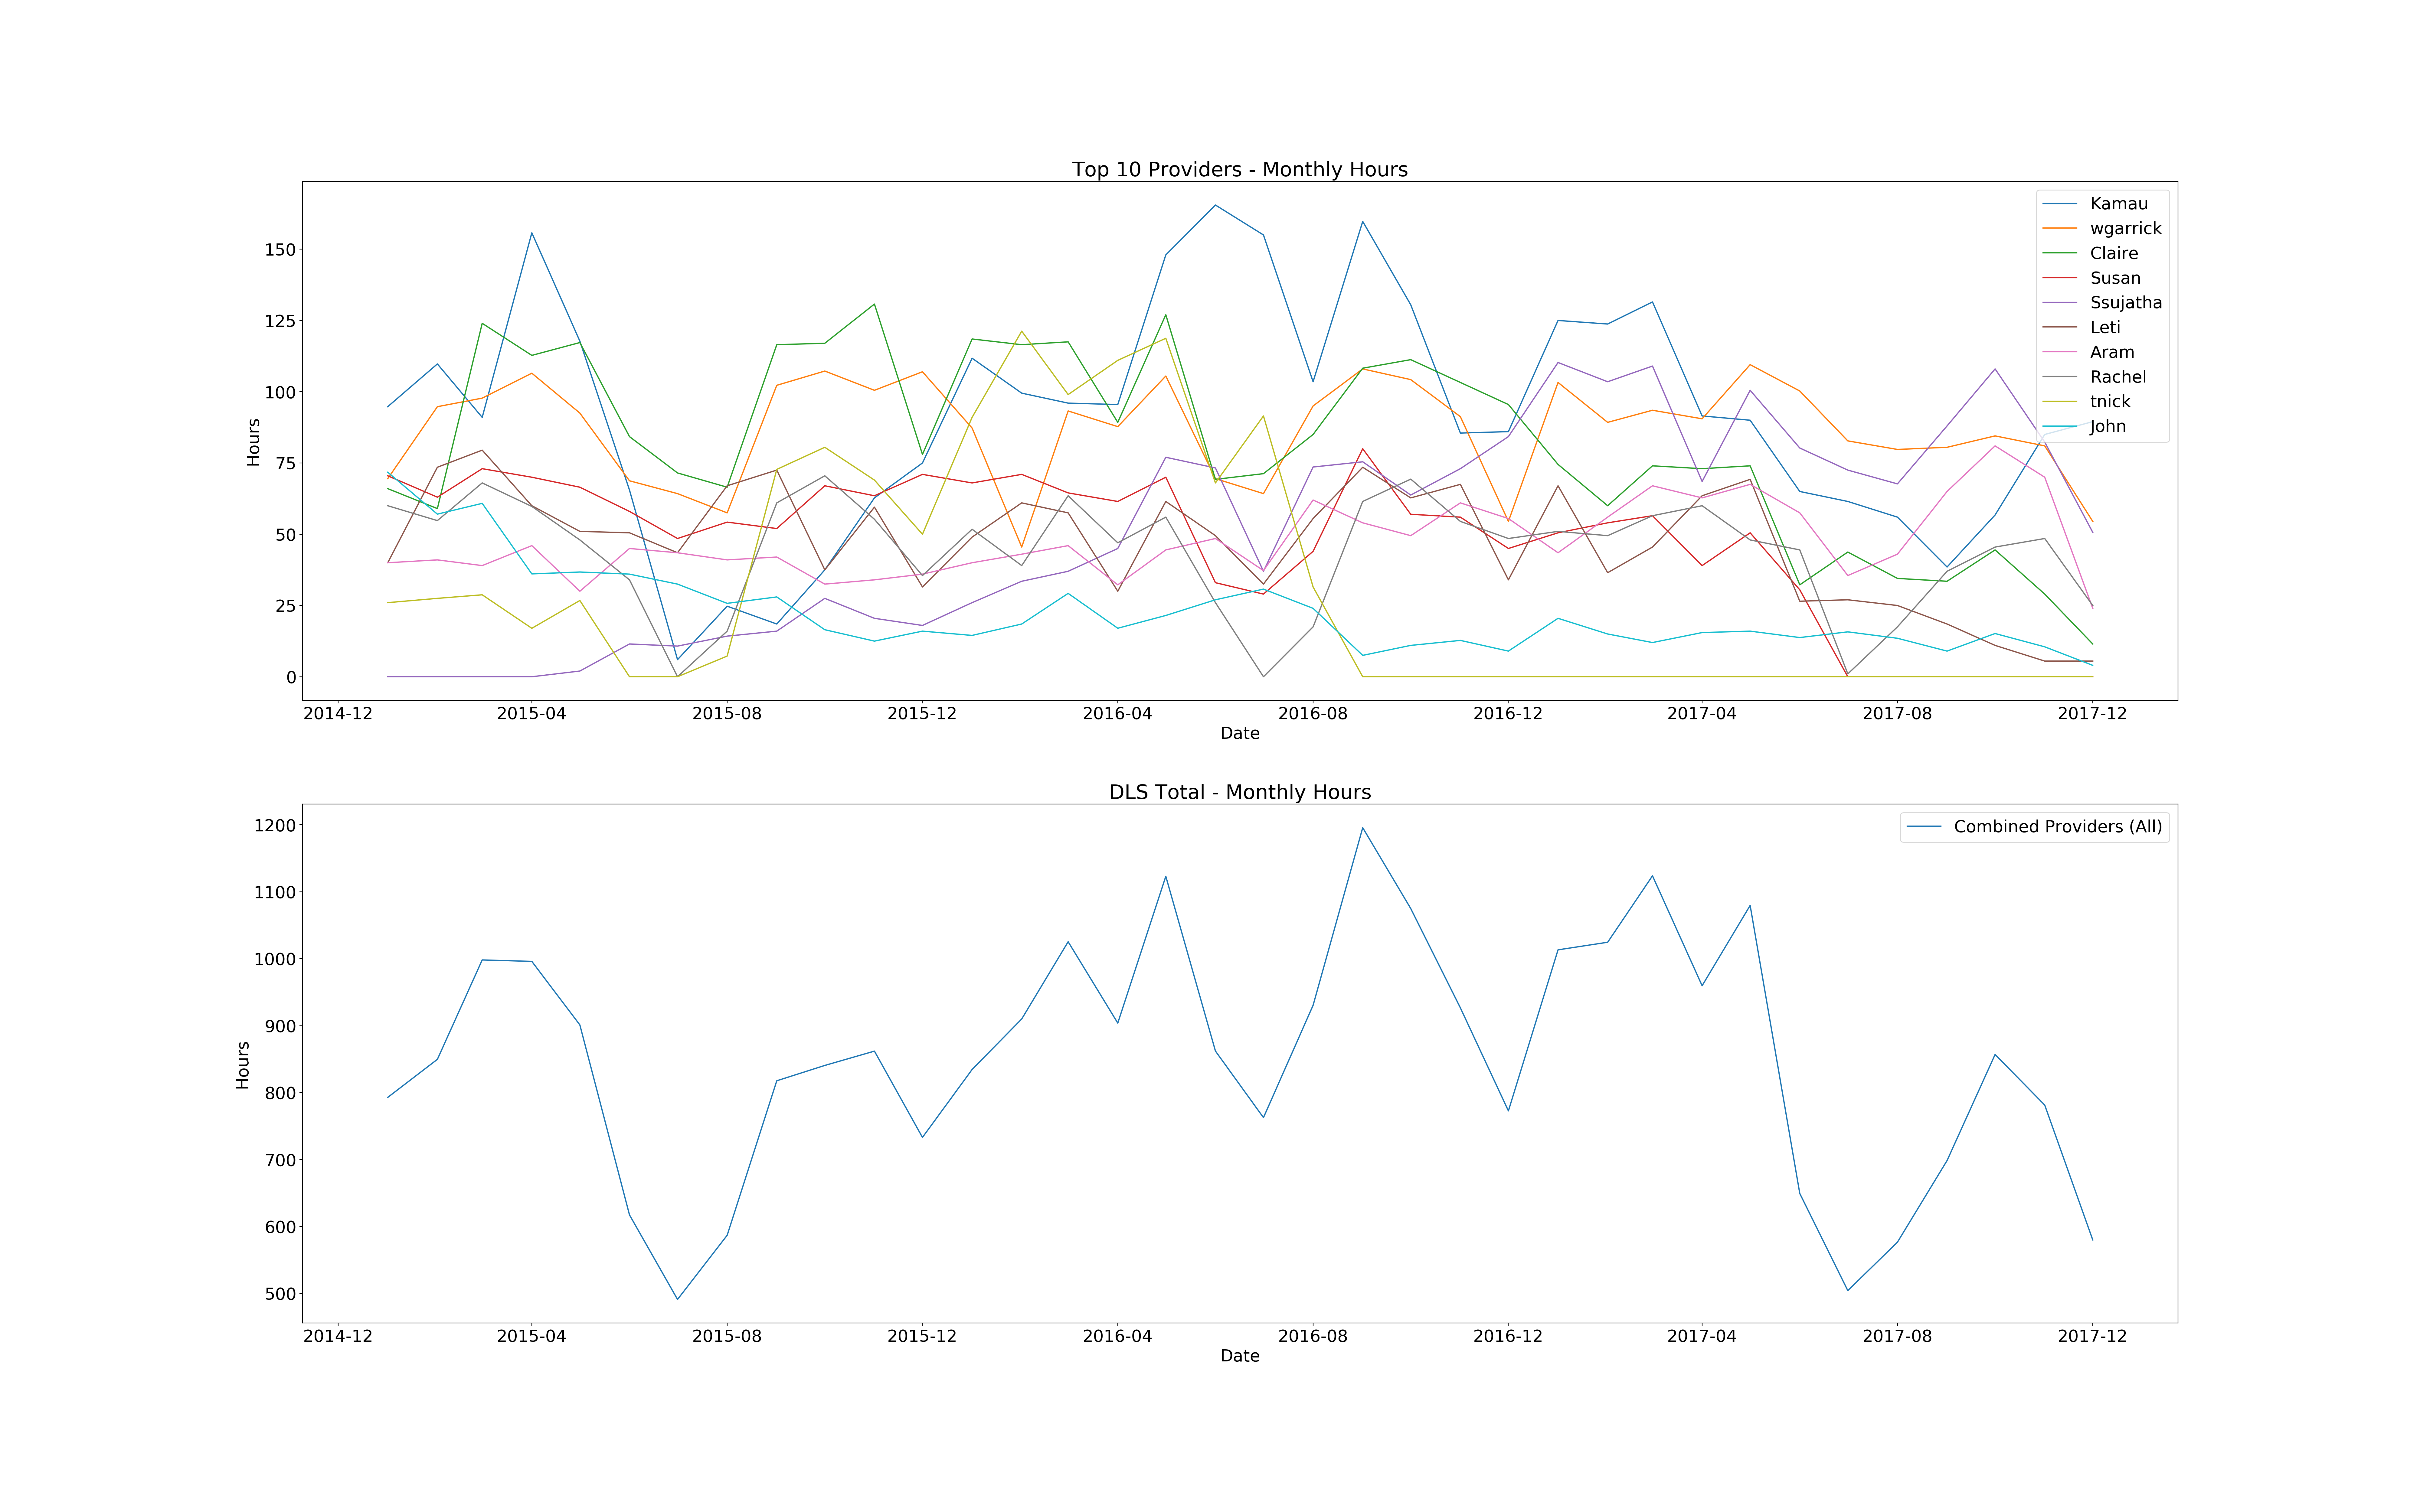 Top 10 Providers - Monthly Hours
Hours
150
125
100
75
50
25
0
Kamau
wgarrick
Claire
Susan
Ssujatha
Leti
Aram
Rachel
tnick
John
2014-12 2015-04 2015-08 2015-12 2016-04 2016-08 2016-12 2017-04 2017-08 2017-12
Date
DLS Total - Monthly Hours
Hours
1200
1100
1000
900
800
700
600
500
Combined Providers (All)
2014-12 2015-04 2015-08 2015-12 2016-04 2016-08 2016-12 2017-04 2017-08 2017-12
Date